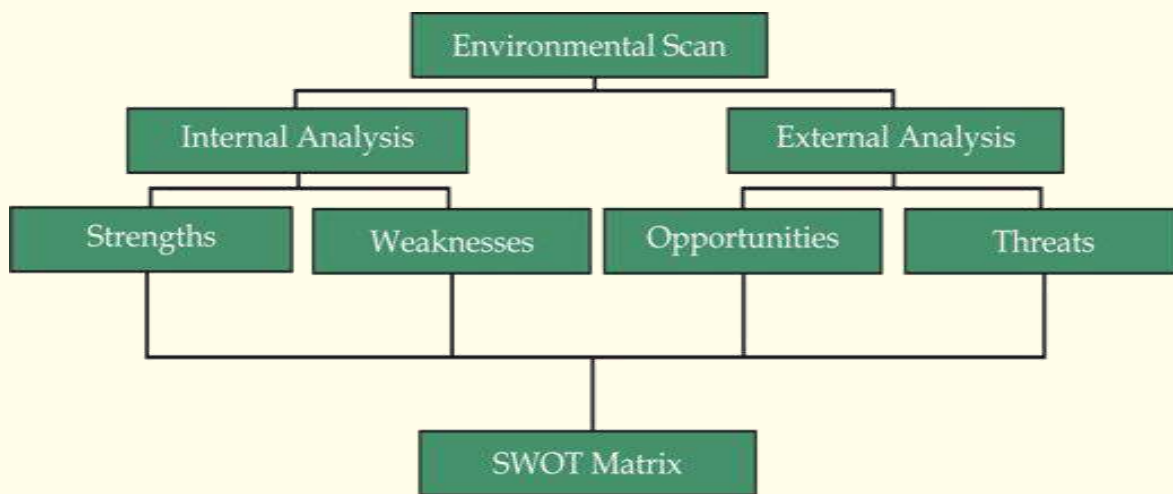 Environmental Scan
Internal Analysis
External Analysis
Strengths
Weaknesses
Opportunities
Threats
SWOT Matrix